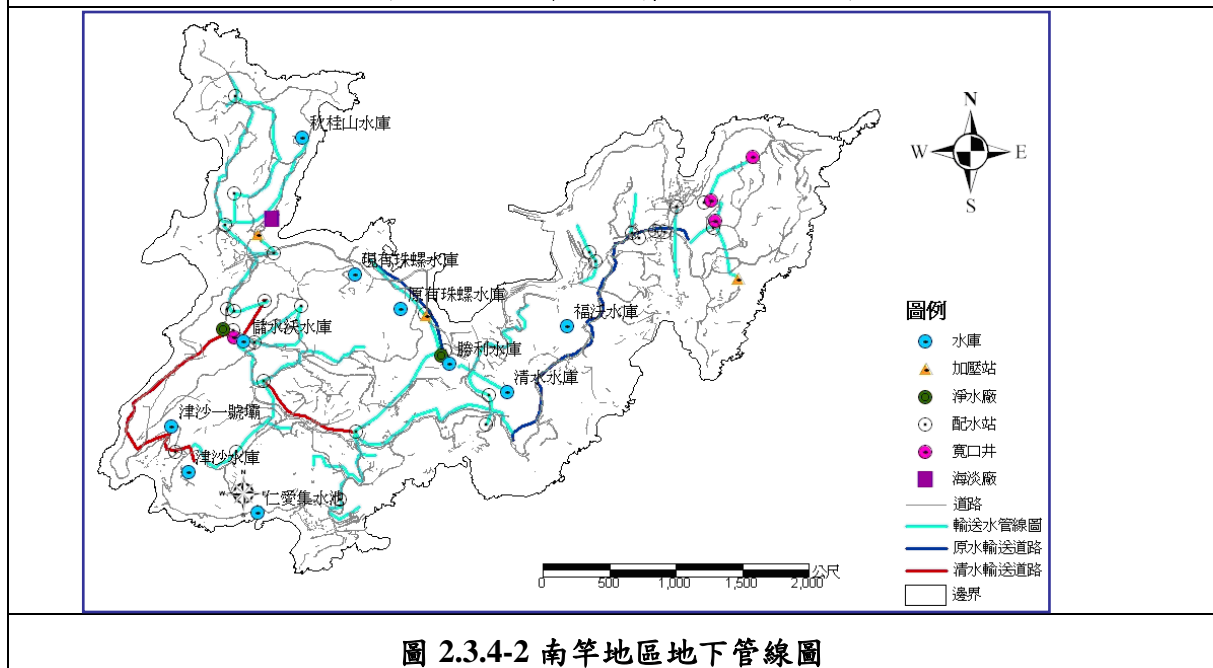 秋桂山水庫
現有珠螺水庫
原有珠螺水庫
福沃水庫
儲水沃水庫
勝利水庫
清水水庫
津沙一號壩
津沙水庫
仁愛集水池
N
W
E
S
N
W
S
圖例
水庫
加壓站
淨水廠
配水站
寬口井
海淡廠
道路
輸送水管線圖
原水輸送道路
清水輸送道路
邊界
0 500 1,000 1,500 2,000 公尺
圖 2.3.4-2 南竿地區地下管線圖